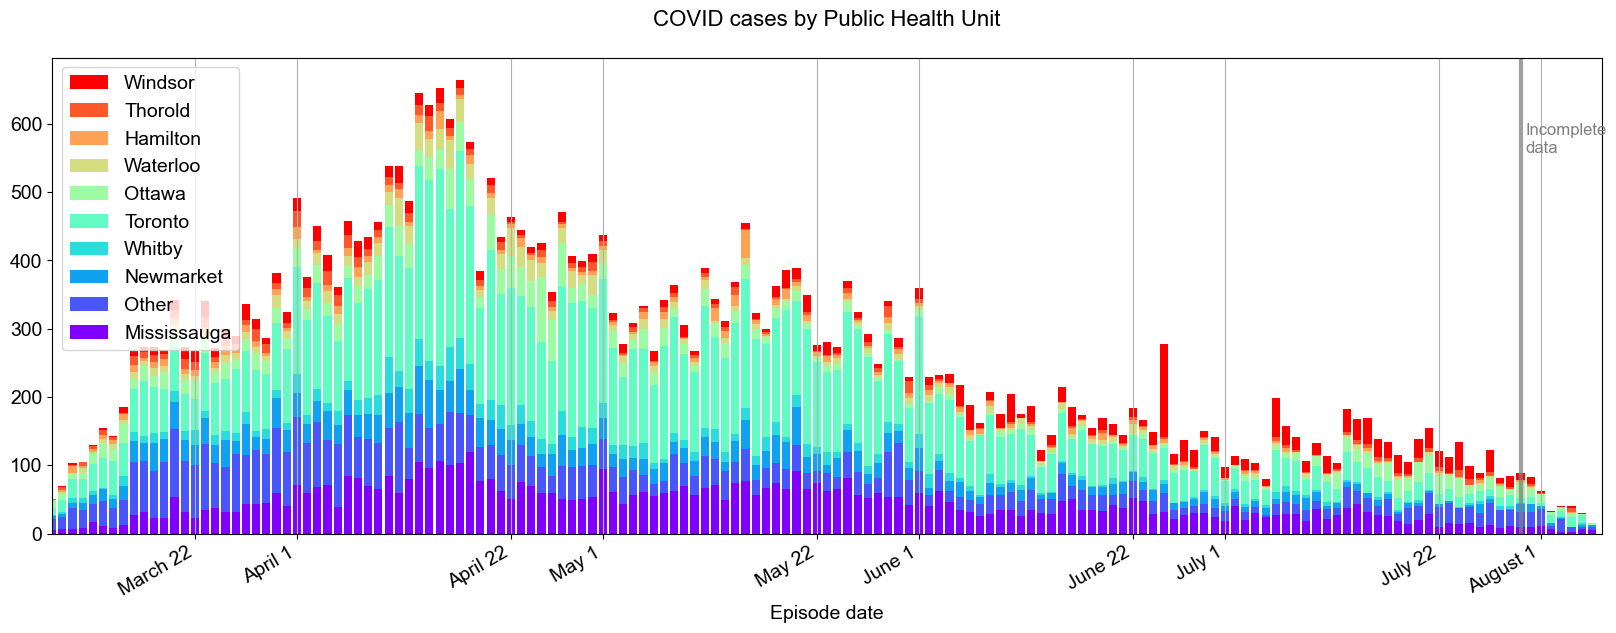 COVID cases by Public Health Unit
Windsor
Thorold
Hamilton
Waterloo
Ottawa
Toronto
Whitby
Newmarket
Other
Mississauga
600
500
400
300
200
100
0
Incomplete
data
March 22
April 1
April 22
May 1
May 22
June 1
June 22
July 1
July 22
August 1
Episode date